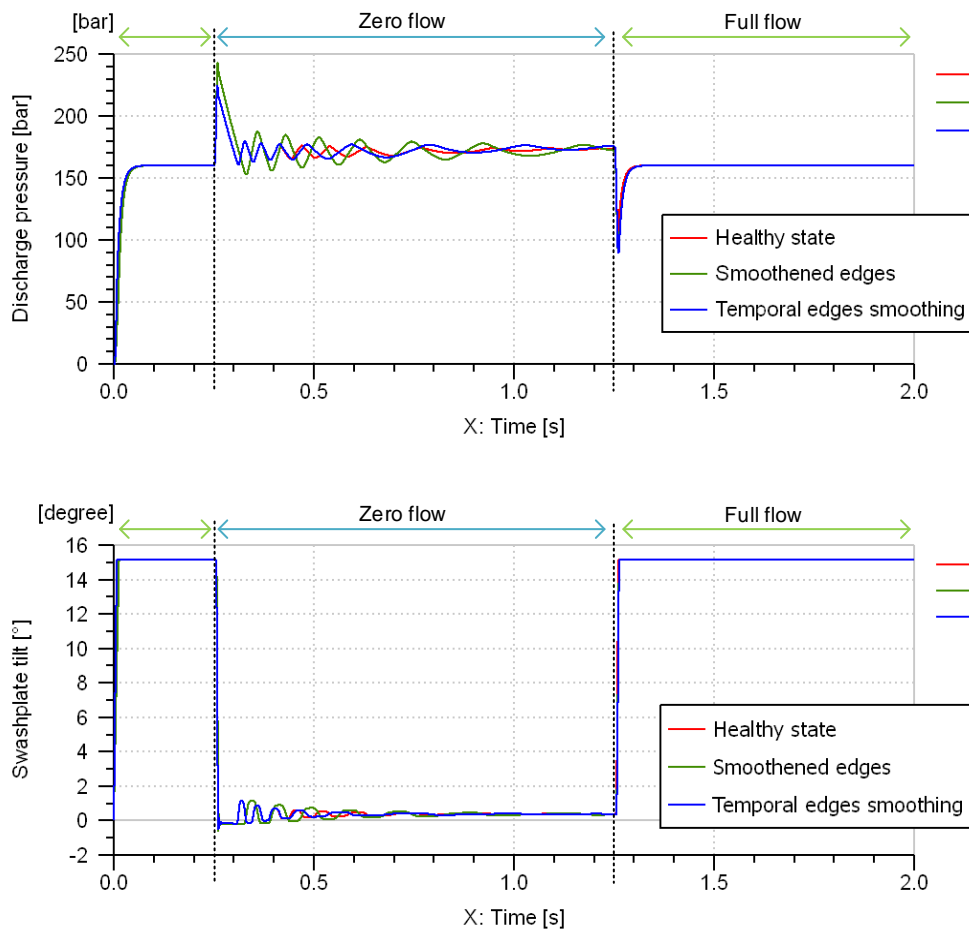 [bar]
Zero flow
Full flow
Discharge pressure [bar]
250
200
150
100
50
0
Healthy state
Smoothened edges
Temporal edges smoothing
0.0
0.5
1.0
1.5
2.0
X: Time [s]
[degree]
Zero flow
Full flow
Swashplate tilt [°]
16
14
12
10
8
6
4
2
0
-2
Healthy state
Smoothened edges
Temporal edges smoothing
0.0
0.5
1.0
1.5
2.0
X: Time [s]